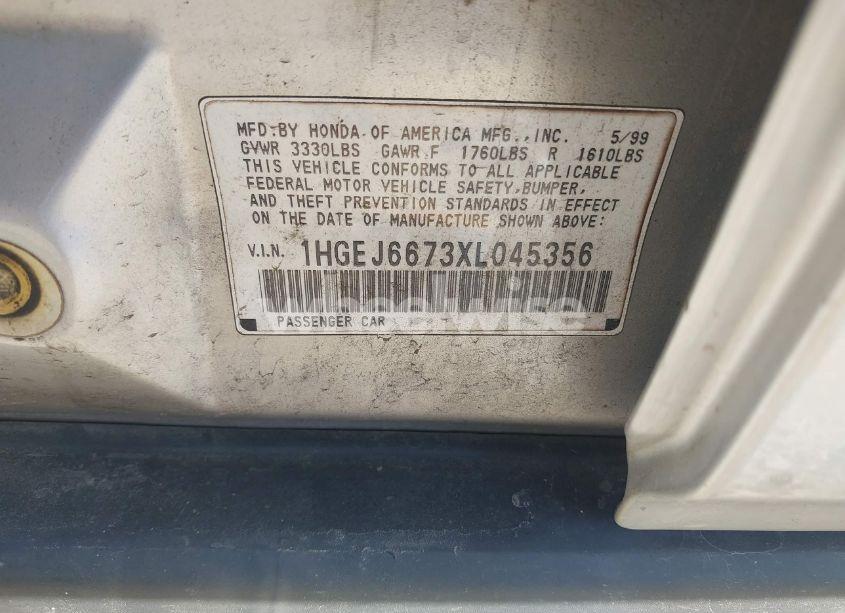 MFD.BY HONDA OF AMERICA MFG.,INC. 5/99
GVWR 3330LBS GAWR F 1760LBS R 1610LBS
THIS VEHICLE CONFORMS TO ALL APPLICABLE
FEDERAL MOTOR VEHICLE SAFETY,BUMPER,
AND THEFT PREVENTION STANDARDS IN EFFECT
ON THE DATE OF MANUFACTURE SHOWN ABOVE:
V.I.N. 1HGEJ6673XL045356
PASSENGER CAR